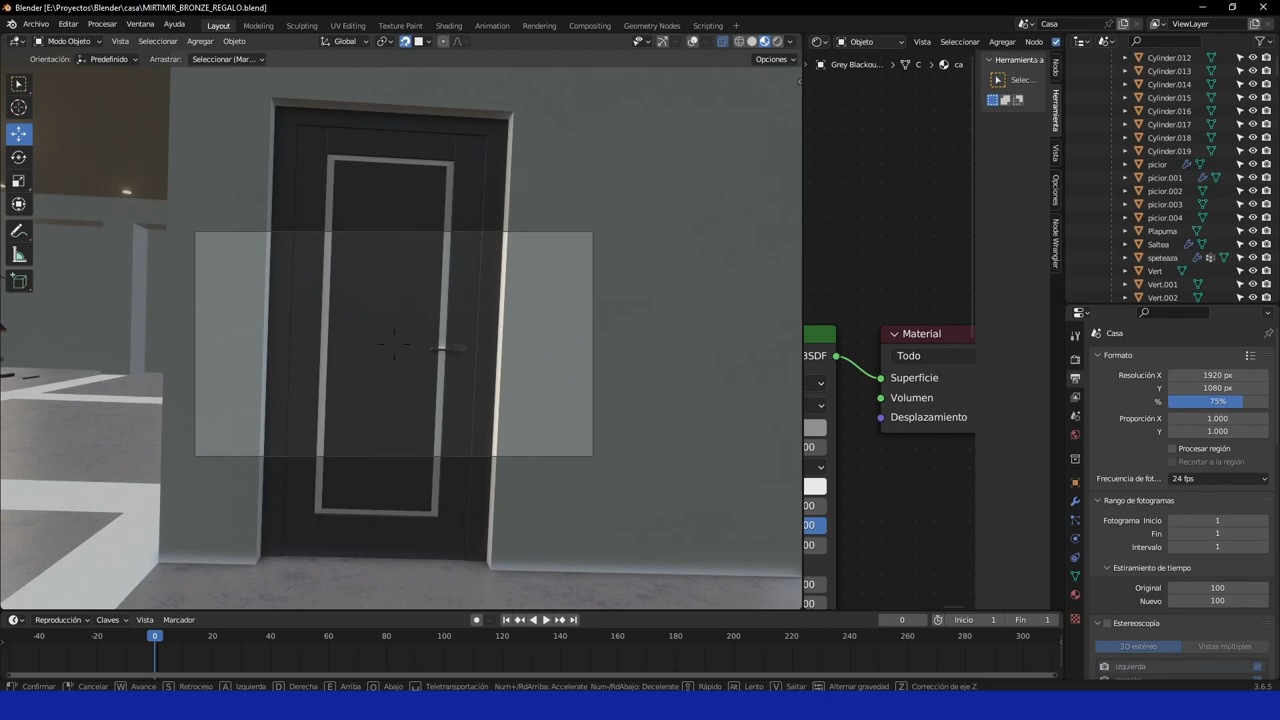 Blender [E:\Proyectos\Blender\casa\MIRTIMIR_BRONZE_REGALO.blend]
Archivo Editar Procesar Ventana Ayuda Layout Modeling Sculpting UV Editing Texture Paint Shading Animation Rendering Compositing Geometry Nodes Scripting Casa ViewLayer
Modo Objeto Vista Seleccionar Agregar Objeto Global Objeto Vista Seleccionar Agregar Nodo
Orientación: Predefinido Arrastrar: Seleccionar (Mar... Opciones
Grey Blackou... C ca
Herramienta a
Selec...
Nodo
Herramienta
Vista
Opciones
Node Wrangler
Cylinder.012
Cylinder.013
Cylinder.014
Cylinder.015
Cylinder.016
Cylinder.017
Cylinder.018
Cylinder.019
picior
picior.001
picior.002
picior.003
picior.004
Plapuma
Saltea
speteaza
Vert
Vert.001
Vert.002
Material
BSDF
Todo
Superficie
Volumen
Desplazamiento
Casa
Formato
Resolución X 1920 px
Y 1080 px
% 75%
Proporción X 1.000
Y 1.000
Procesar región
Recortar a la región
Frecuencia de fot... 24 fps
Rango de fotogramas
Fotograma Inicio 1
Fin 1
Intervalo 1
Estiramiento de tiempo
Original 100
Nuevo 100
Estereoscopía
3D estéreo Vistas múltiples
Izquierda
Reproducción Claves Vista Marcador 0 Inicio 1 Fin 1
-40 -20 0 20 40 60 80 100 120 140 160 180 200 220 240 260 280 300
Confirmar Cancelar W Avance S Retroceso A Izquierda D Derecha E Arriba Q Abajo Teletransportación Num+/RdArriba: Accelerate Num-/RdAbajo: Decelerate Rápido Alt Lento V Saltar Alternar gravedad Z Corrección de eje Z 3.6.5